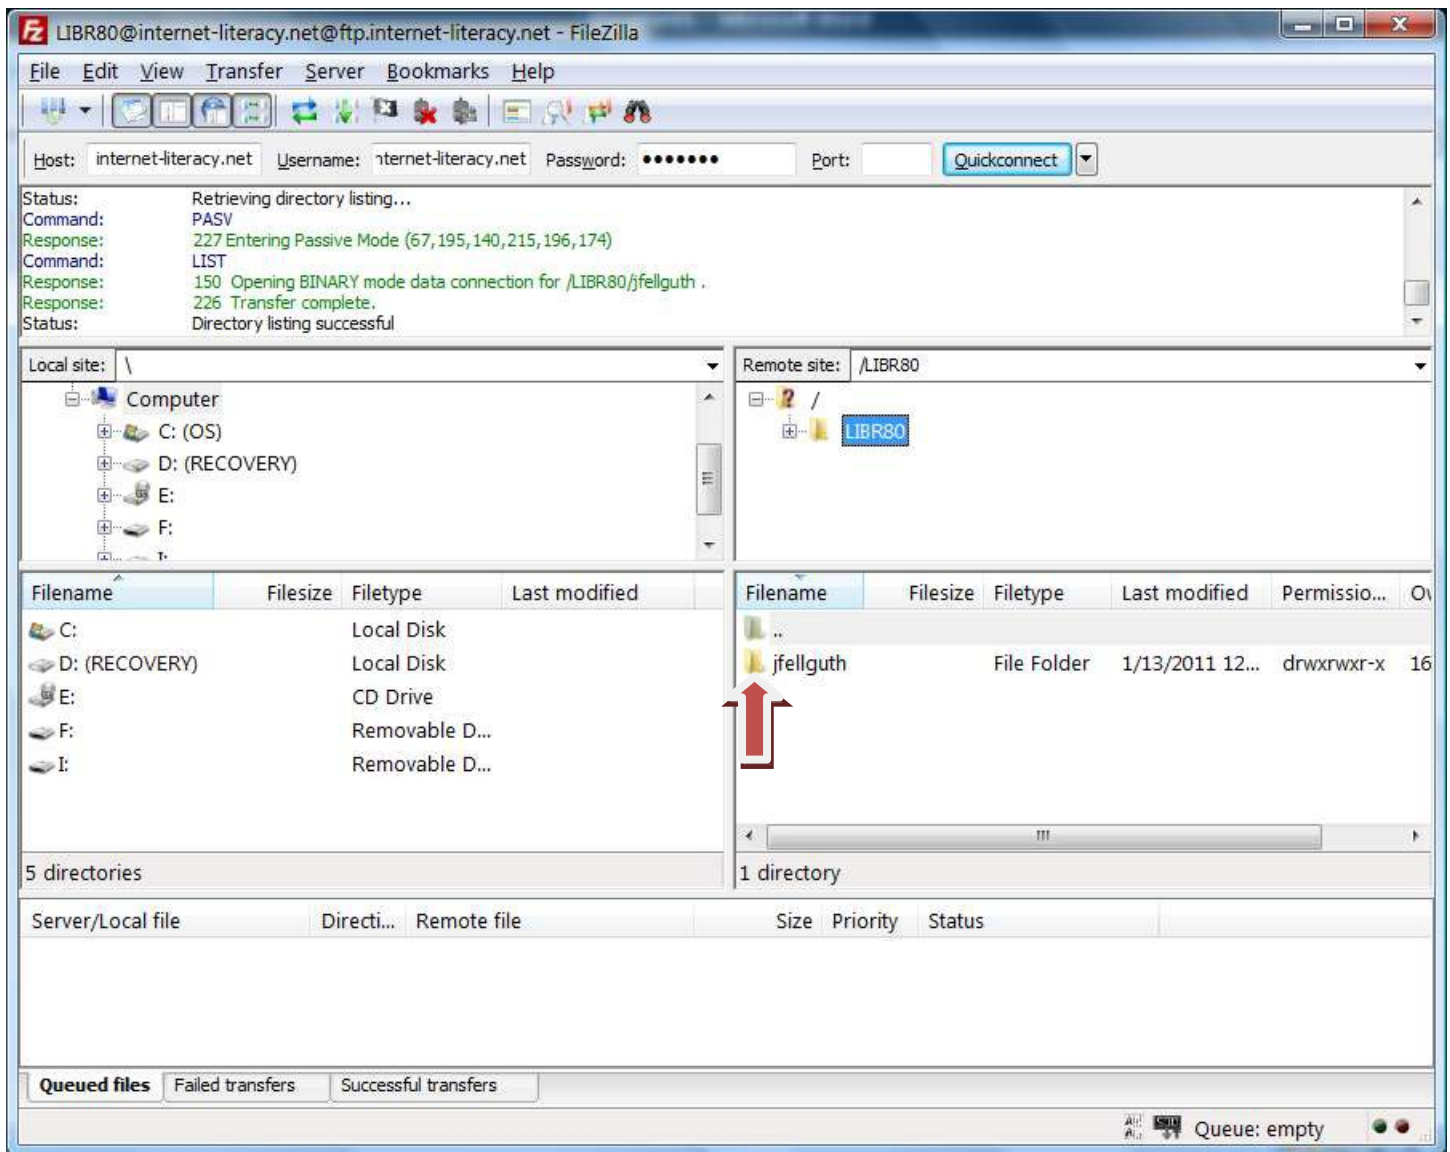 LIBR80@internet-literacy.net@ftp.internet-literacy.net - FileZilla
File Edit View Transfer Server Bookmarks Help
Host: internet-literacy.net Username: nternet-literacy.net Password: ●●●●●●● Port: Quickconnect
Status: Retrieving directory listing...
Command: PASV
Response: 227 Entering Passive Mode (67,195,140,215,196,174)
Command: LIST
Response: 150 Opening BINARY mode data connection for /LIBR80/jfellguth .
Response: 226 Transfer complete.
Status: Directory listing successful
Local site: \ Remote site: /LIBR80
Computer
C: (OS)
D: (RECOVERY)
E:
F:
I:
/
LIBR80
Filename Filesize Filetype Last modified
C: Local Disk
D: (RECOVERY) Local Disk
E: CD Drive
F: Removable D...
I: Removable D...
5 directories
Filename Filesize Filetype Last modified Permissio... Ow
..
jfellguth File Folder 1/13/2011 12... drwxrwxr-x 16
1 directory
Server/Local file Directi... Remote file Size Priority Status
Queued files Failed transfers Successful transfers
Queue: empty